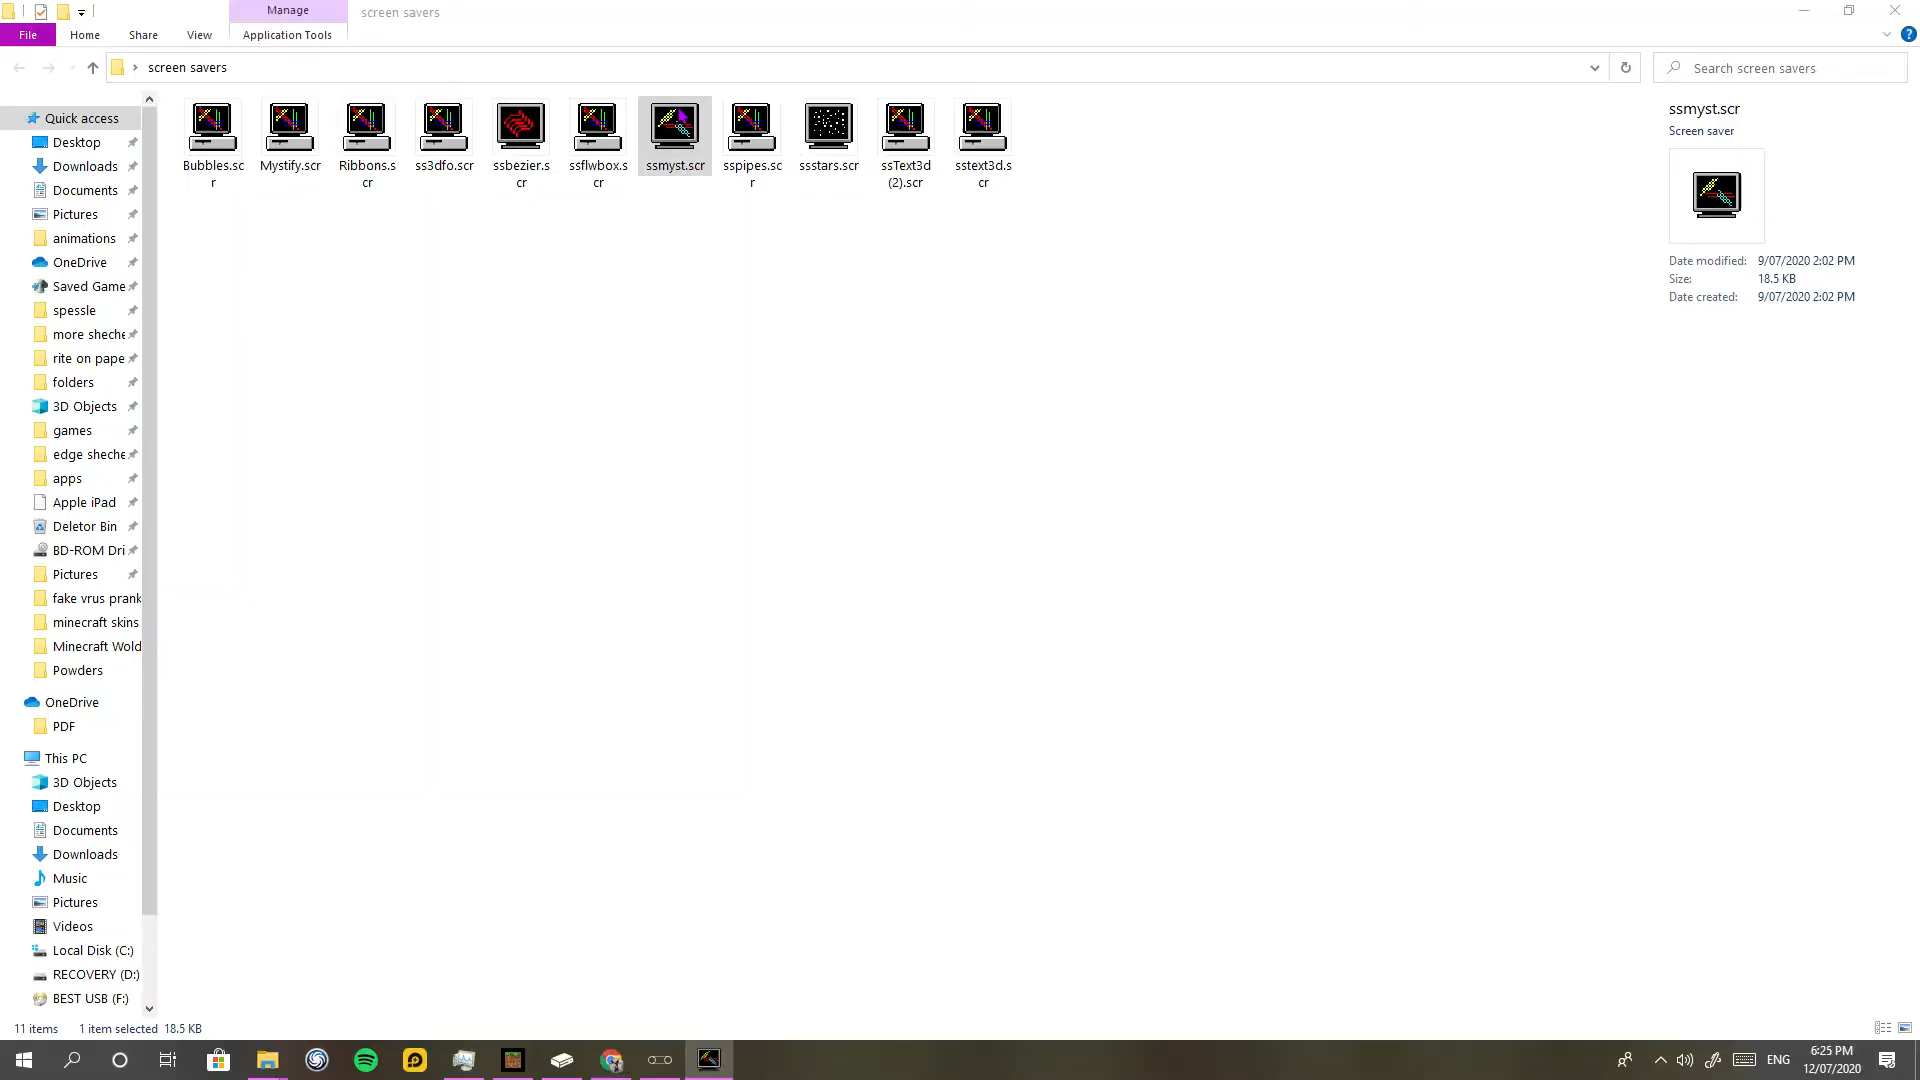 Manage
screen savers
File
Home
Share
View
Application Tools
screen savers
Search screen savers
Quick access
Desktop
Downloads
Documents
Pictures
animations
OneDrive
Saved Game
spessle
more sheche
rite on pape
folders
3D Objects
games
edge sheche
apps
Apple iPad
Deletor Bin
BD-ROM Dri
Pictures
fake vrus prank
minecraft skins
Minecraft Wold
Powders
OneDrive
PDF
This PC
3D Objects
Desktop
Documents
Downloads
Music
Pictures
Videos
Local Disk (C:)
RECOVERY (D:)
BEST USB (F:)
Bubbles.sc
r
Mystify.scr
Ribbons.s
cr
ss3dfo.scr
ssbezier.s
cr
ssflwbox.s
cr
ssmyst.scr
sspipes.sc
r
ssstars.scr
ssText3d
(2).scr
sstext3d.s
cr
ssmyst.scr
Screen saver
Date modified: 9/07/2020 2:02 PM
Size: 18.5 KB
Date created: 9/07/2020 2:02 PM
11 items 1 item selected 18.5 KB
ENG
6:25 PM
12/07/2020